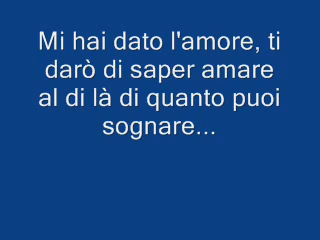 Mi hai dato l'amore, ti
darò di saper amare
al di là di quanto puoi
sognare...